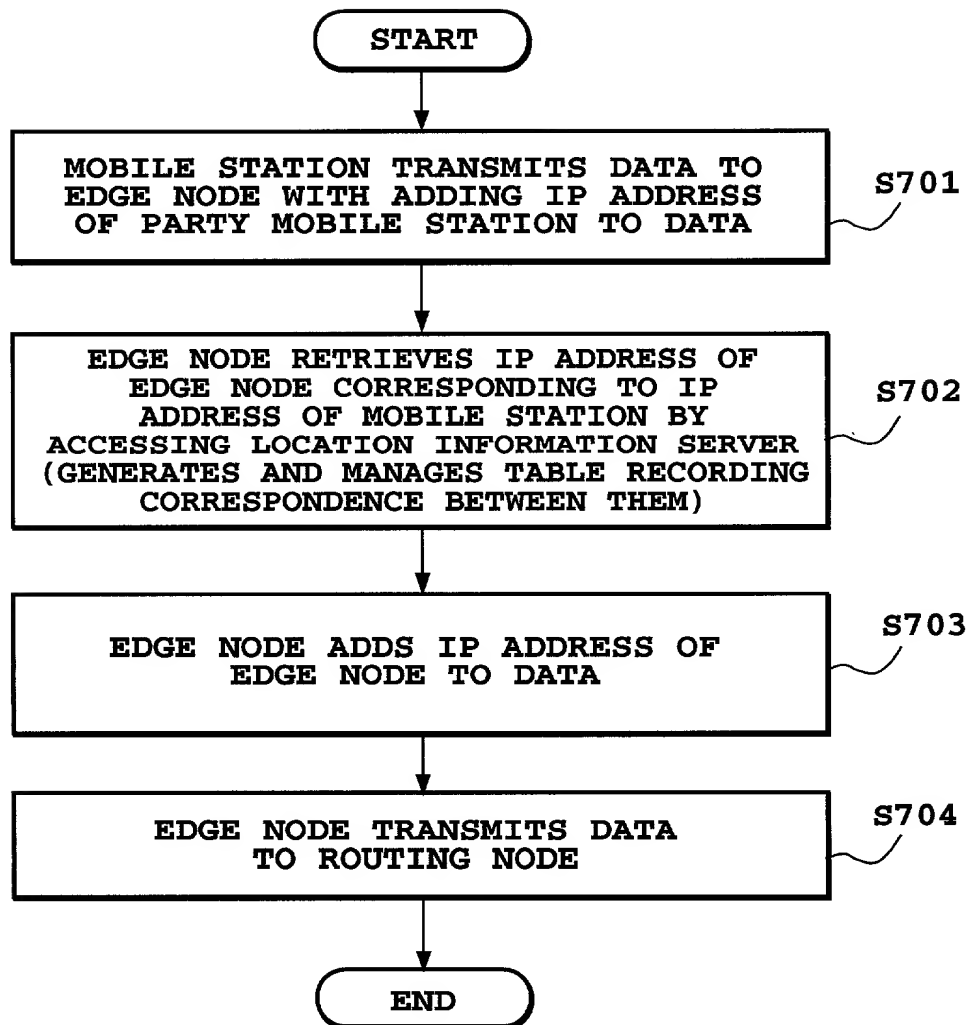 START
MOBILE STATION TRANSMITS DATA TO
EDGE NODE WITH ADDING IP ADDRESS
OF PARTY MOBILE STATION TO DATA
S701
EDGE NODE RETRIEVES IP ADDRESS OF
EDGE NODE CORRESPONDING TO IP
ADDRESS OF MOBILE STATION BY
ACCESSING LOCATION INFORMATION SERVER
(GENERATES AND MANAGES TABLE RECORDING
CORRESPONDENCE BETWEEN THEM)
S702
EDGE NODE ADDS IP ADDRESS OF
EDGE NODE TO DATA
S703
EDGE NODE TRANSMITS DATA
TO ROUTING NODE
S704
END